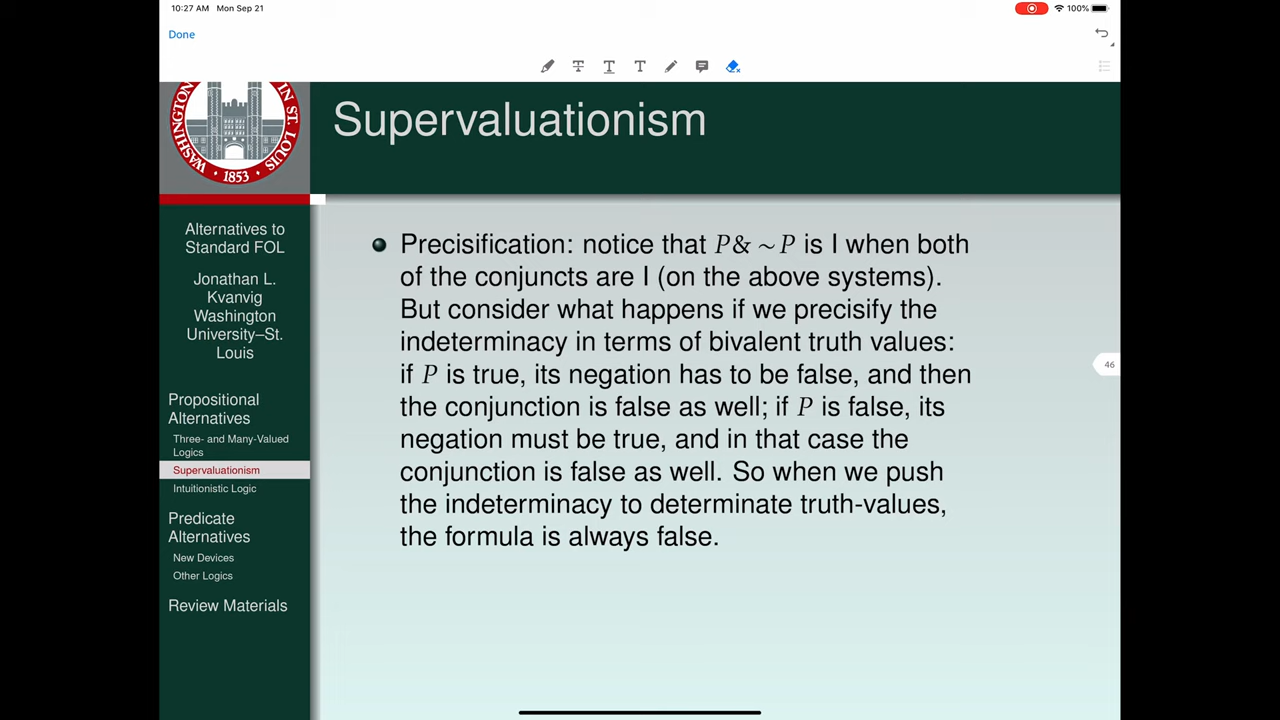 10:27 AM Mon Sep 21
100%
Done
WASHINGTON
IN ST. LOUIS
1853
Supervaluationism
Alternatives to
Standard FOL
Jonathan L.
Kvanvig
Washington
University–St.
Louis
Propositional
Alternatives
Three- and Many-Valued
Logics
Supervaluationism
Intuitionistic Logic
Predicate
Alternatives
New Devices
Other Logics
Review Materials
Precisification: notice that P& ~P is I when both
of the conjuncts are I (on the above systems).
But consider what happens if we precisify the
indeterminacy in terms of bivalent truth values:
if P is true, its negation has to be false, and then
the conjunction is false as well; if P is false, its
negation must be true, and in that case the
conjunction is false as well. So when we push
the indeterminacy to determinate truth-values,
the formula is always false.
46